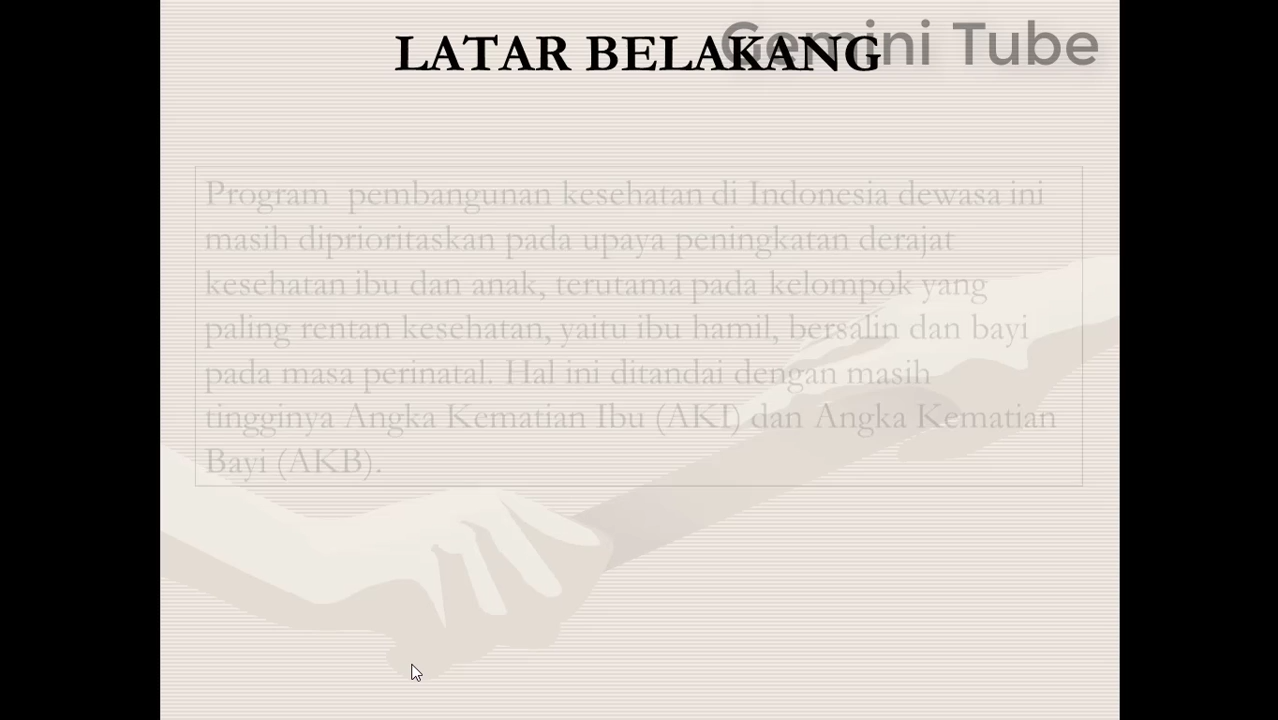 Gemini Tube
LATAR BELAKANG
Program pembangunan kesehatan di Indonesia dewasa ini
masih diprioritaskan pada upaya peningkatan derajat
kesehatan ibu dan anak, terutama pada kelompok yang
paling rentan kesehatan, yaitu ibu hamil, bersalin dan bayi
pada masa perinatal. Hal ini ditandai dengan masih
tingginya Angka Kematian Ibu (AKI) dan Angka Kematian
Bayi (AKB).